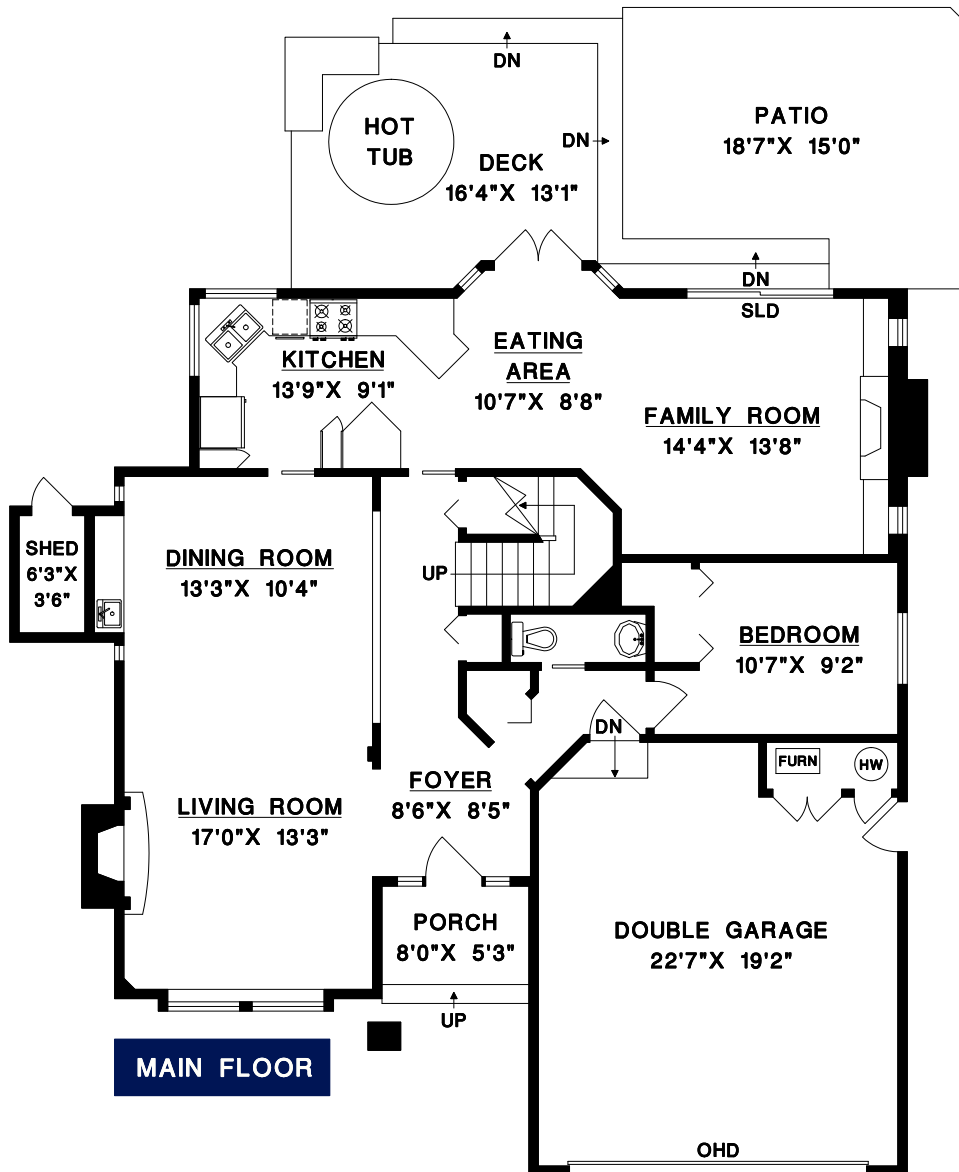 DN
HOT
TUB
PATIO
18'7"X 15'0"
DN
DECK
16'4"X 13'1"
DN
SLD
KITCHEN
13'9"X 9'1"
EATING
AREA
10'7"X 8'8"
FAMILY ROOM
14'4"X 13'8"
SHED
6'3"X
3'6"
DINING ROOM
13'3"X 10'4"
UP
BEDROOM
10'7"X 9'2"
DN
FURN
HW
FOYER
8'6"X 8'5"
LIVING ROOM
17'0"X 13'3"
PORCH
8'0"X 5'3"
DOUBLE GARAGE
22'7"X 19'2"
UP
MAIN FLOOR
OHD